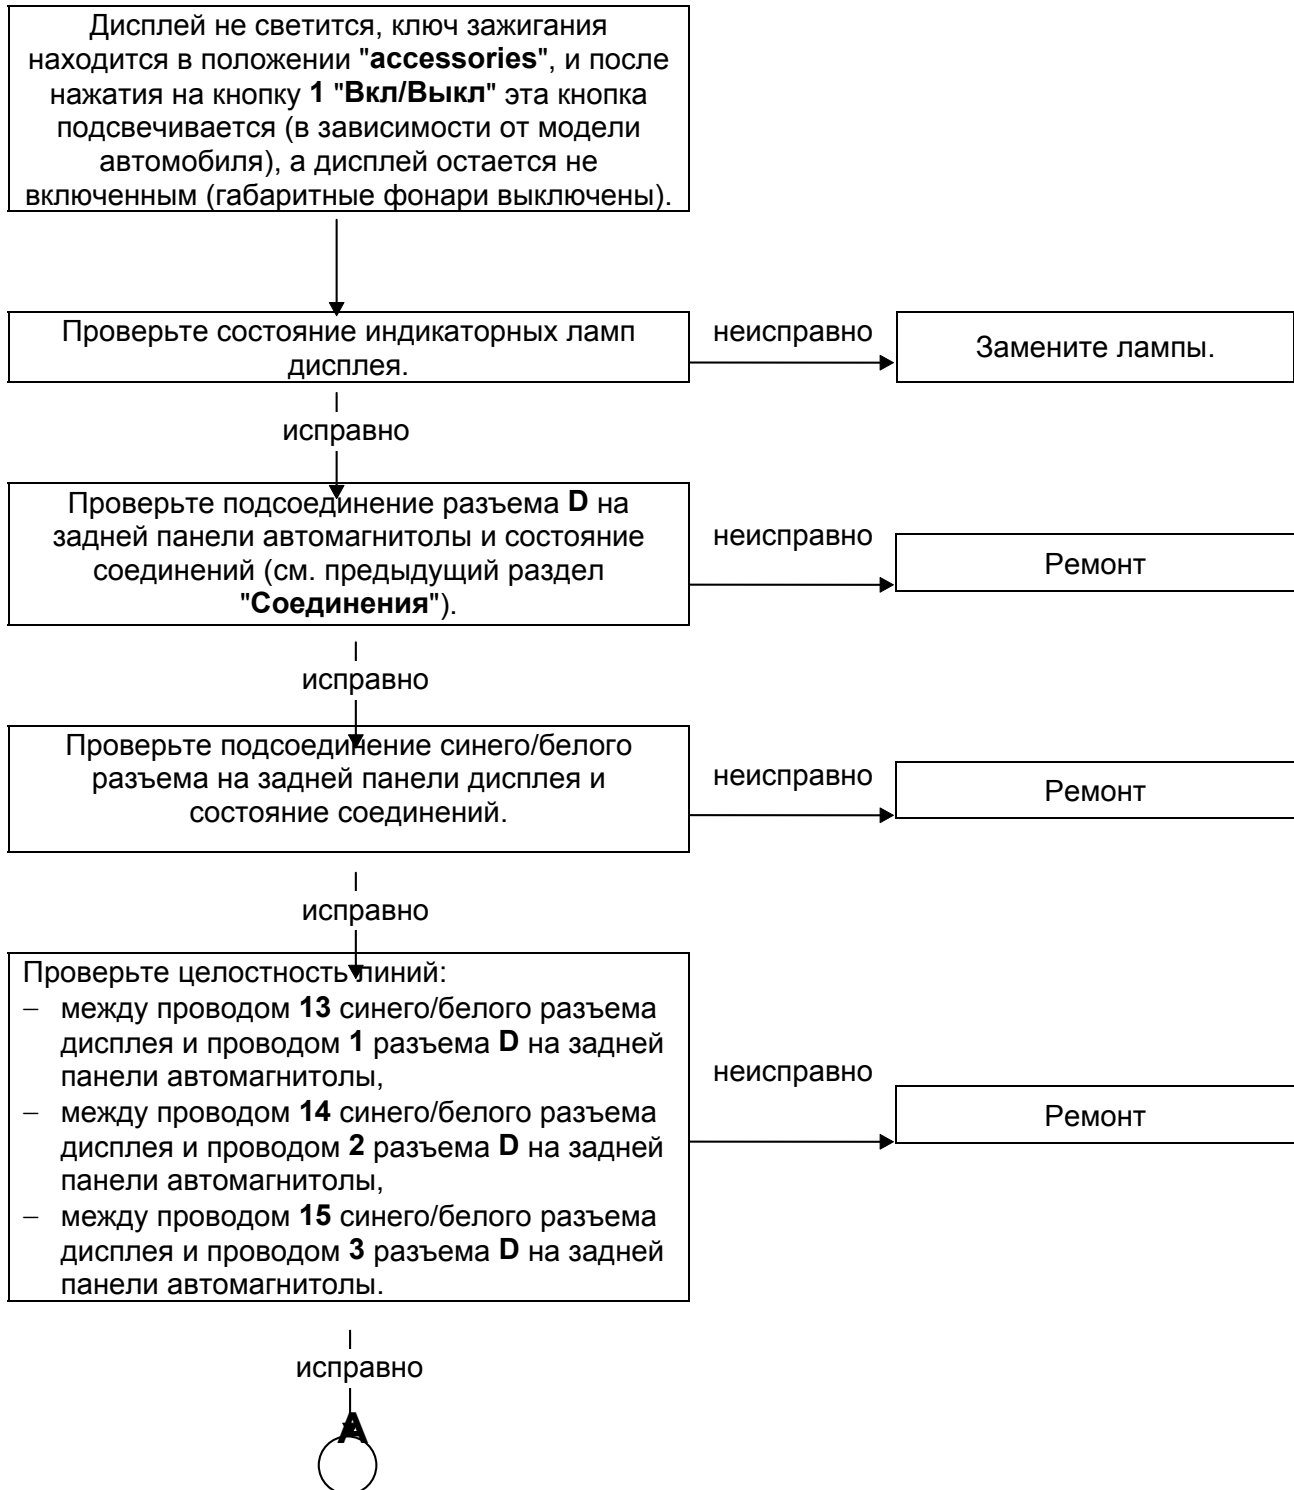 Дисплей не светится, ключ зажигания
находится в положении "accessories", и после
нажатия на кнопку 1 "Вкл/Выкл" эта кнопка
подсвечивается (в зависимости от модели
автомобиля), а дисплей остается не
включенным (габаритные фонари выключены).
Проверьте состояние индикаторных ламп
дисплея.
неисправно
Замените лампы.
исправно
Проверьте подсоединение разъема D на
задней панели автомагнитолы и состояние
соединений (см. предыдущий раздел
"Соединения").
неисправно
Ремонт
исправно
Проверьте подсоединение синего/белого
разъема на задней панели дисплея и
состояние соединений.
неисправно
Ремонт
исправно
Проверьте целостность линий:
– между проводом 13 синего/белого разъема
дисплея и проводом 1 разъема D на задней
панели автомагнитолы,
– между проводом 14 синего/белого разъема
дисплея и проводом 2 разъема D на задней
панели автомагнитолы,
– между проводом 15 синего/белого разъема
дисплея и проводом 3 разъема D на задней
панели автомагнитолы.
неисправно
Ремонт
исправно
A